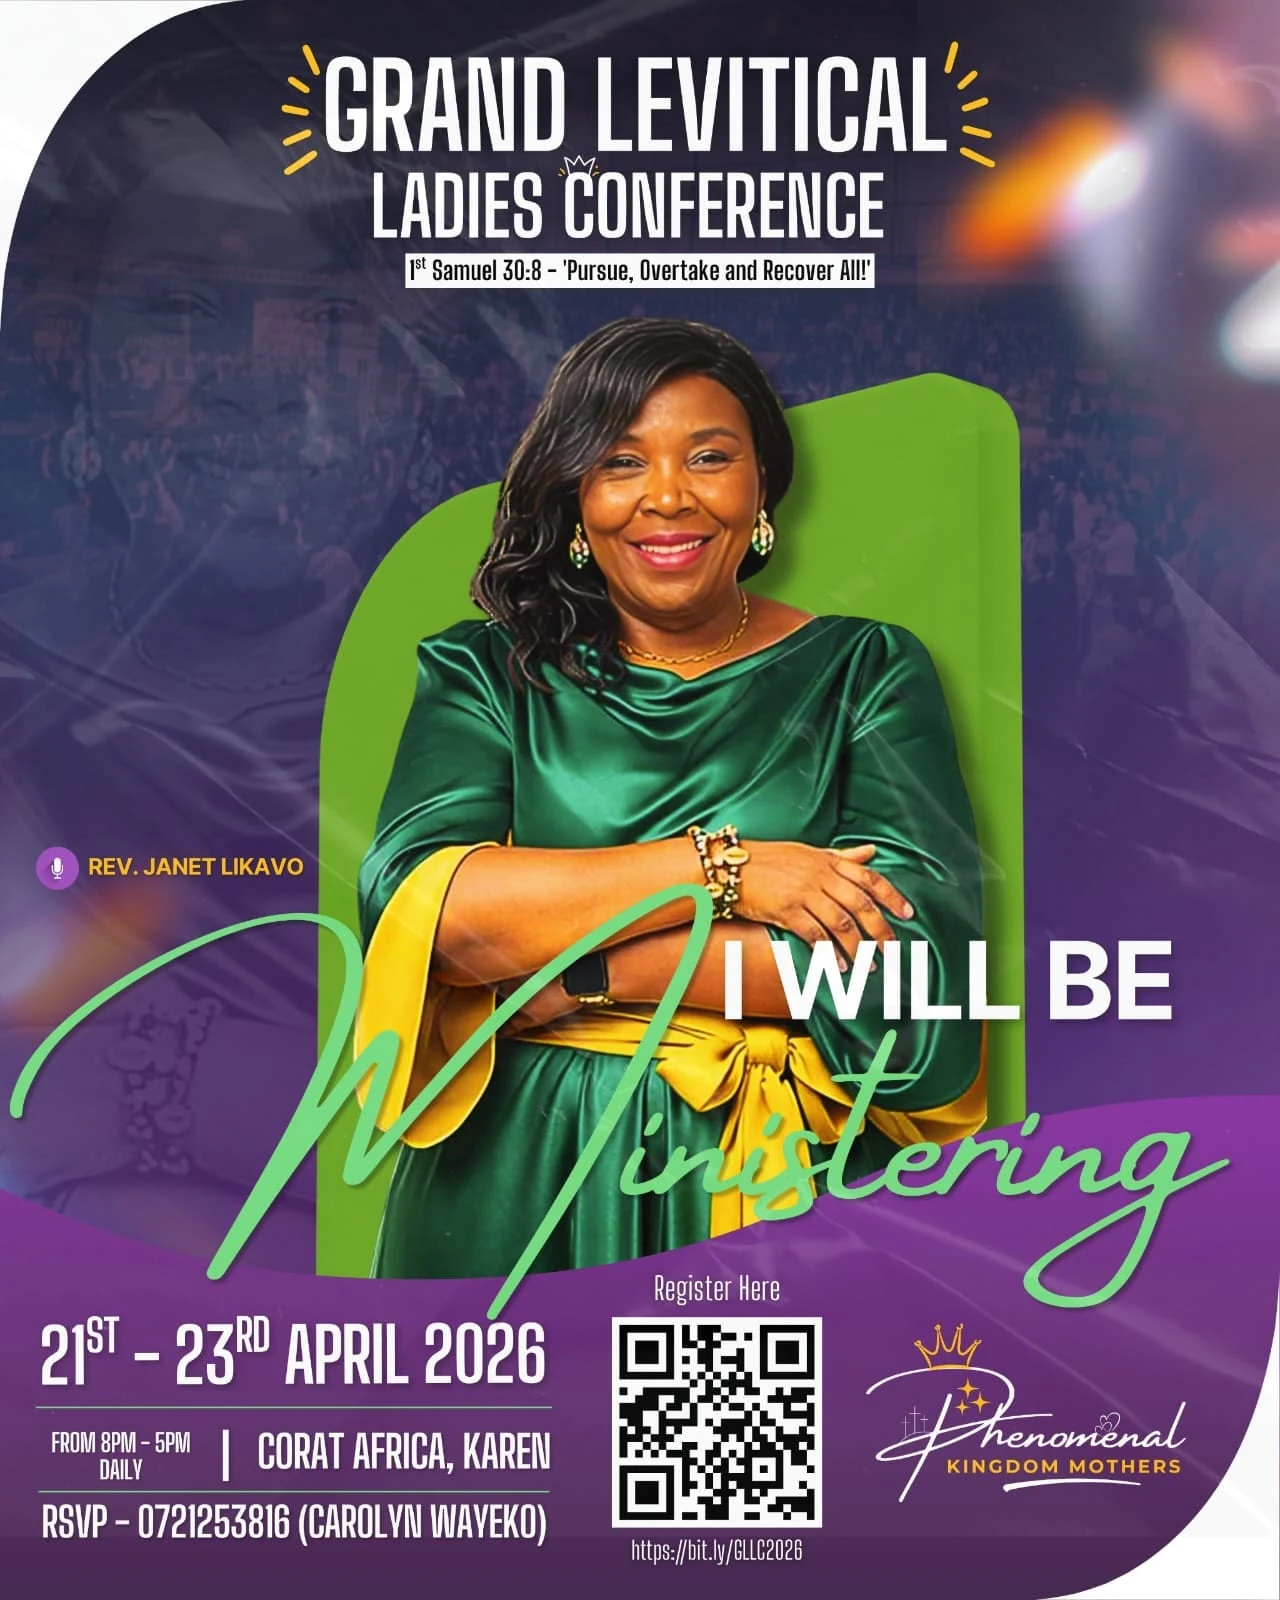 GRAND LEVITICAL
LADIES CONFERENCE
1st Samuel 30:8 - 'Pursue, Overtake and Recover All!'
REV. JANET LIKAVO
I WILL BE
Ministering
Register Here
21ST - 23RD APRIL 2026
FROM 8PM - 5PM
DAILY
CORAT AFRICA, KAREN
RSVP - 0721253816 (CAROLYN WAYEKO)
https://bit.ly/GLLC2026
Phenomenal
KINGDOM MOTHERS